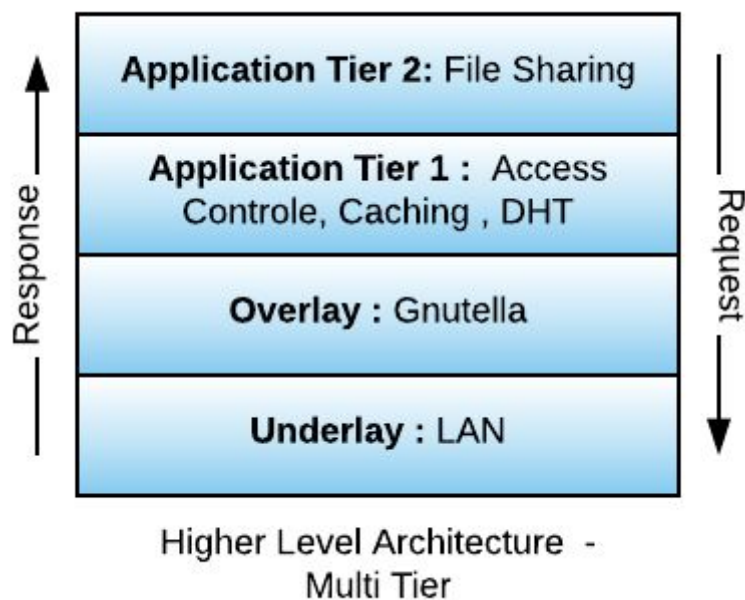 Application Tier 2: File Sharing
Application Tier 1 : Access
Controle, Caching , DHT
Overlay : Gnutella
Underlay : LAN
Response
Request
Higher Level Architecture -
Multi Tier